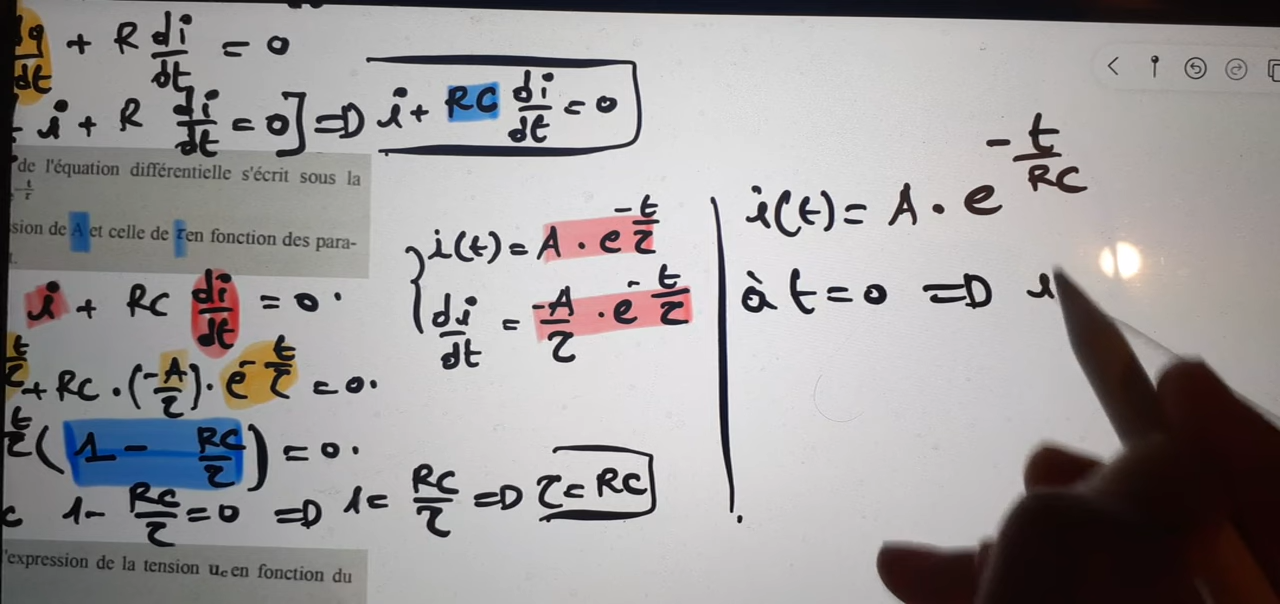 dq/dt + R di/dt = 0
i + R di/dt = 0] => i + RC di/dt = 0
de l'équation différentielle s'écrit sous la
-t/τ
sion de A et celle de τ en fonction des para-
i(t) = A . e^(-t/τ)
di/dt = -A/τ . e^(-t/τ)
i + RC di/dt = 0.
t/τ + RC . (-A/τ) . e^(-t/τ) = 0.
t/τ (1 - RC/τ) = 0.
c 1 - RC/τ = 0 => 1 = RC/τ => τ = RC
'expression de la tension uc en fonction du
i(t) = A . e^(-t/RC)
à t = 0 => i